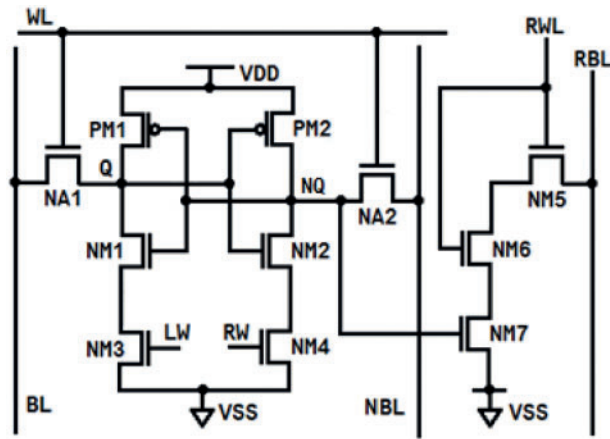 WL
RWL
RBL
VDD
PM1
PM2
Q
NQ
NA1
NA2
NM5
NM1
NM2
NM6
LW
RW
NM7
NM3
NM4
BL
VSS
NBL
VSS